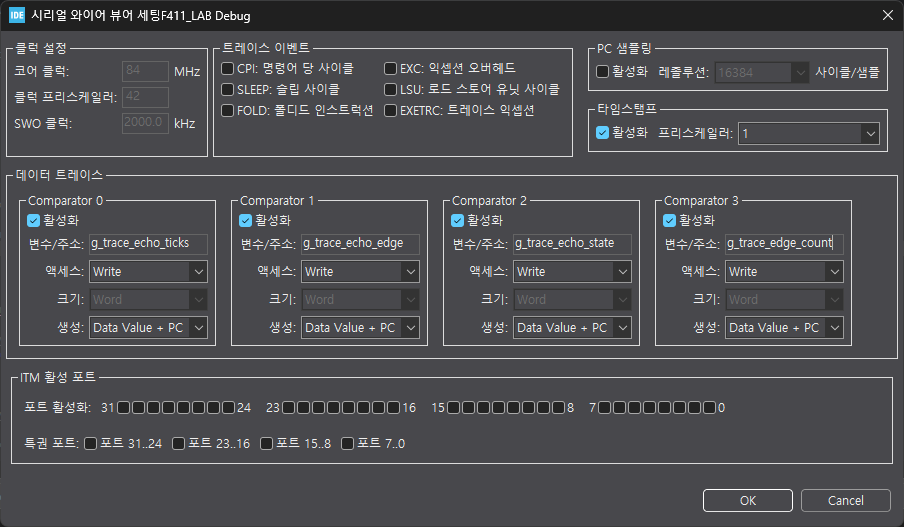 IDE 시리얼 와이어 뷰어 세팅F411_LAB Debug
클럭 설정
코어 클럭: 84 MHz
클럭 프리스케일러: 42
SWO 클럭: 2000.0 kHz
트레이스 이벤트
CPI: 명령어 당 사이클 EXC: 익셉션 오버헤드
SLEEP: 슬립 사이클 LSU: 로드 스토어 유닛 사이클
FOLD: 폴디드 인스트럭션 EXETRC: 트레이스 익셉션
PC 샘플링
활성화 레졸루션: 16384 사이클/샘플
타임스탬프
활성화 프리스케일러: 1
데이터 트레이스
Comparator 0
활성화
변수/주소: g_trace_echo_ticks
액세스: Write
크기: Word
생성: Data Value + PC
Comparator 1
활성화
변수/주소: g_trace_echo_edge
액세스: Write
크기: Word
생성: Data Value + PC
Comparator 2
활성화
변수/주소: g_trace_echo_state
액세스: Write
크기: Word
생성: Data Value + PC
Comparator 3
활성화
변수/주소: g_trace_edge_count
액세스: Write
크기: Word
생성: Data Value + PC
ITM 활성 포트
포트 활성화: 31 24 23 16 15 8 7 0
특권 포트: 포트 31..24 포트 23..16 포트 15..8 포트 7..0
OK Cancel